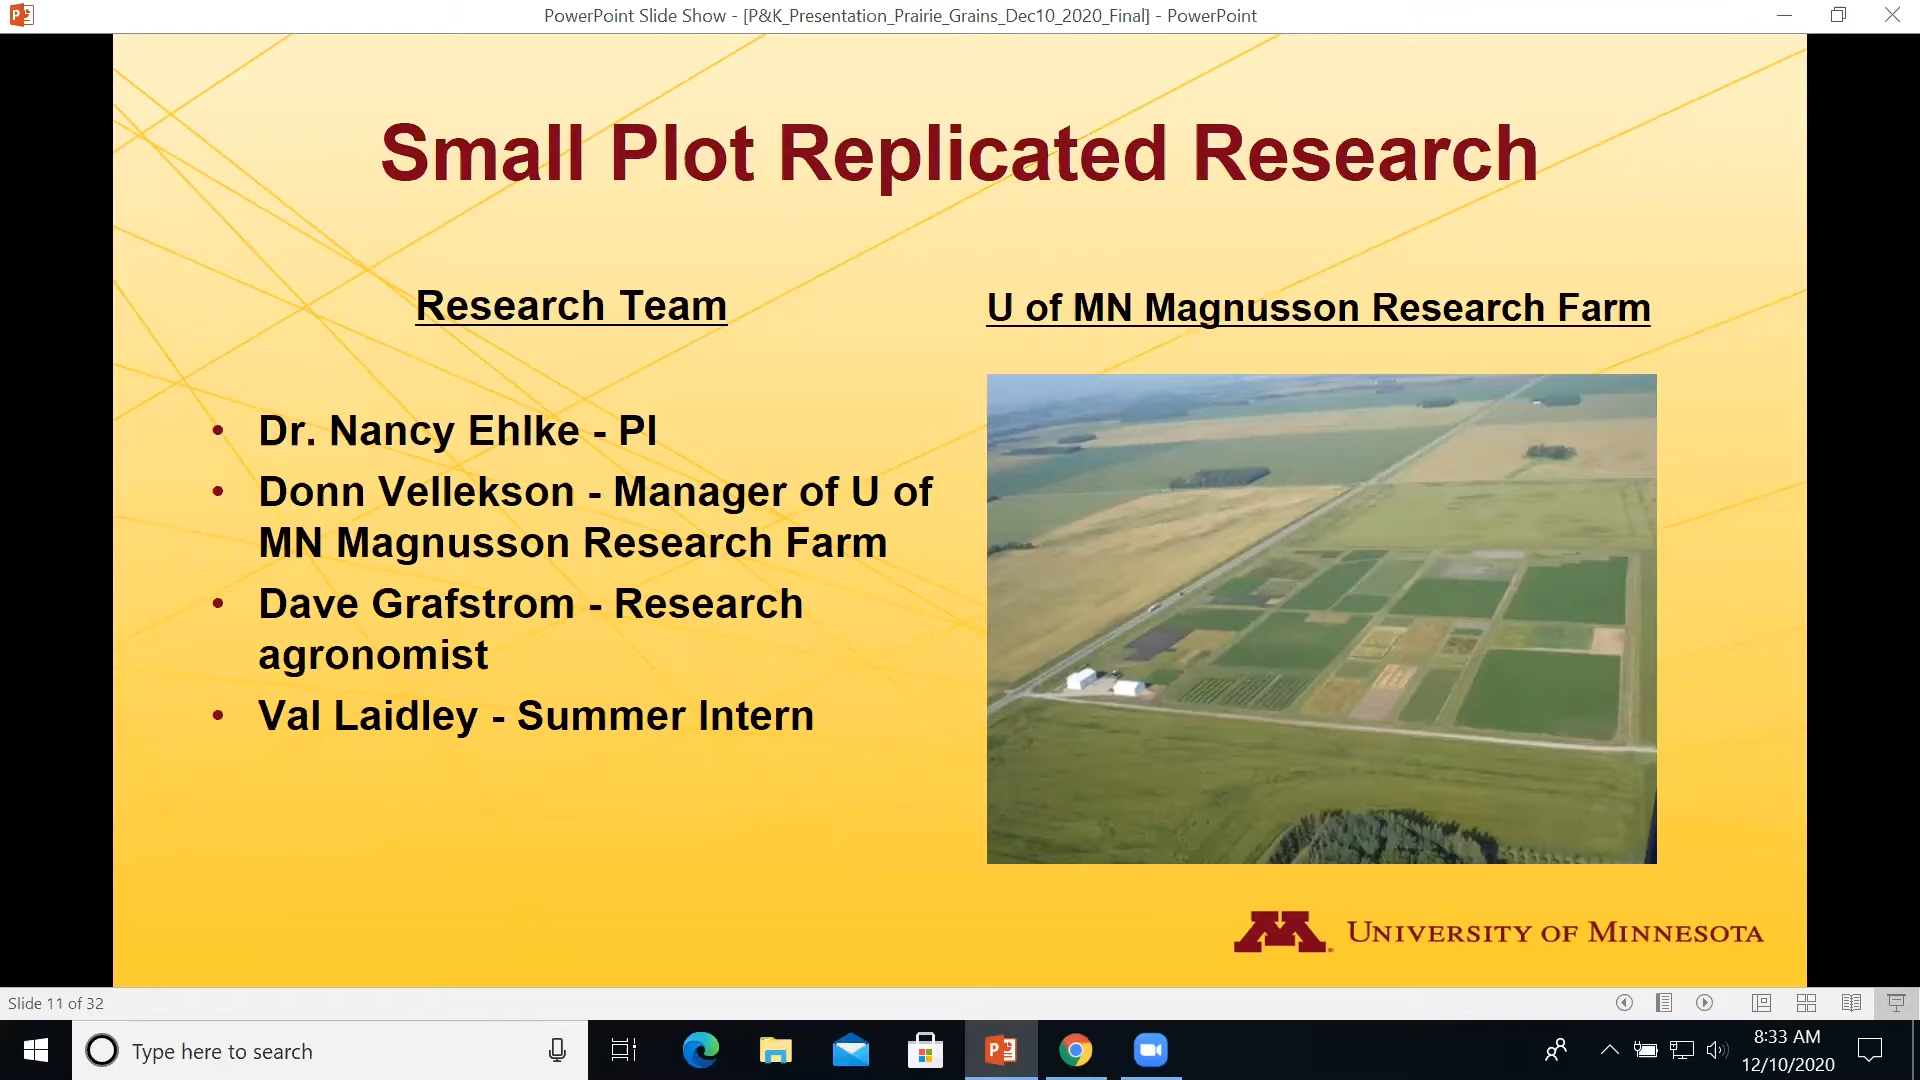 PowerPoint Slide Show - [P&K_Presentation_Prairie_Grains_Dec10_2020_Final] - PowerPoint
Small Plot Replicated Research
Research Team
• Dr. Nancy Ehlke - PI
• Donn Vellekson - Manager of U of
MN Magnusson Research Farm
• Dave Grafstrom - Research
agronomist
• Val Laidley - Summer Intern
U of MN Magnusson Research Farm
M
UNIVERSITY OF MINNESOTA
Slide 11 of 32
Type here to search
8:33 AM
12/10/2020